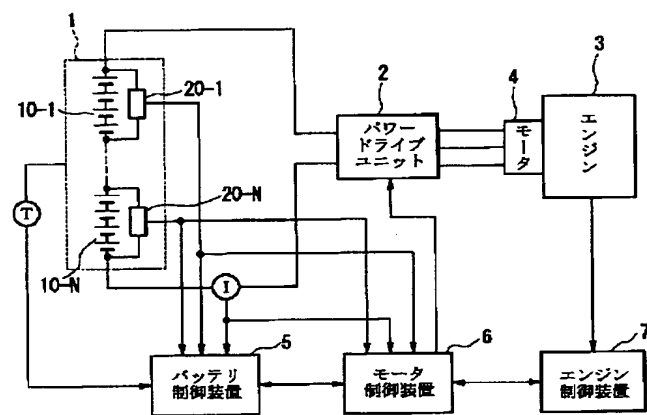 1
3
4
2
20-1
10-1
パワー
ドライブ
ユニット
モータ
エンジン
20-N
T
10-N
I
5
6
7
バッテリ
制御装置
モータ
制御装置
エンジン
制御装置